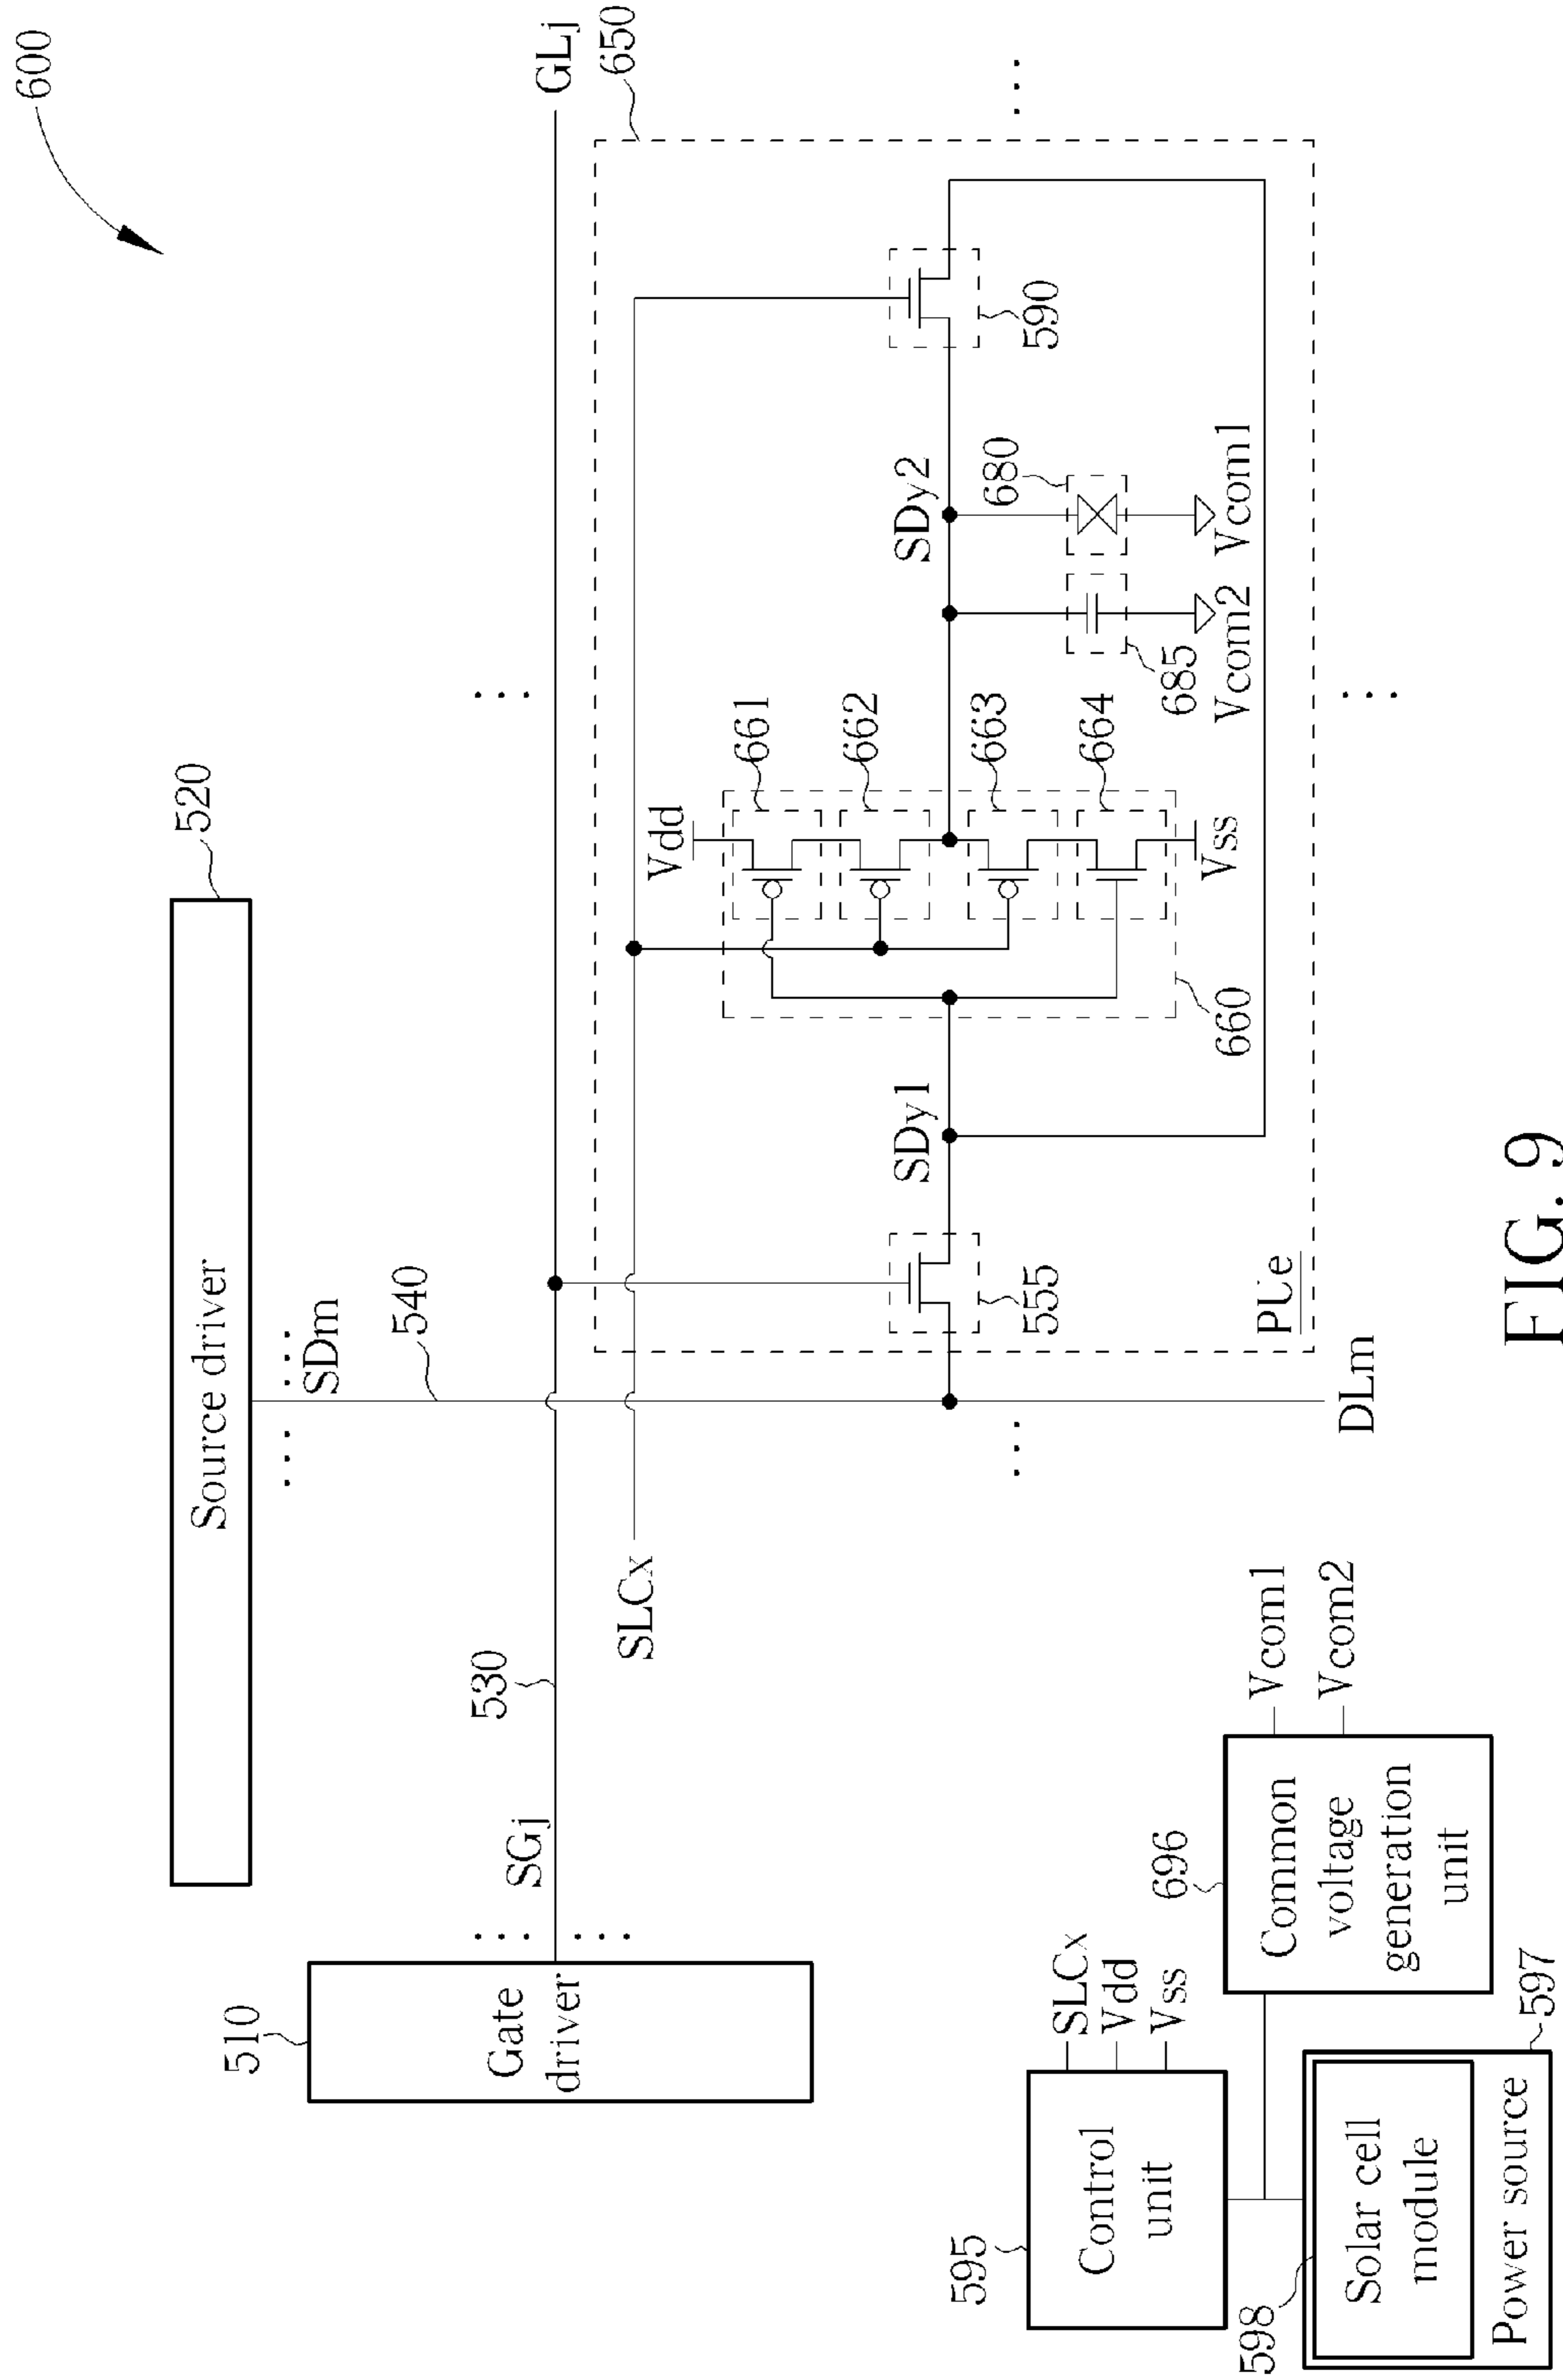 600
520
Source driver
SDm
540
510
Gate
driver
SGj
530
GLj
650
SLCx
Vdd
661
662
663
664
Vss
660
SDy1
SDy2
680
685
Vcom2
Vcom1
590
555
PUe
DLm
595
Control
unit
SLCx
Vdd
Vss
696
Common
voltage
generation
unit
Vcom1
Vcom2
598
Solar cell
module
Power source
597
FIG. 9